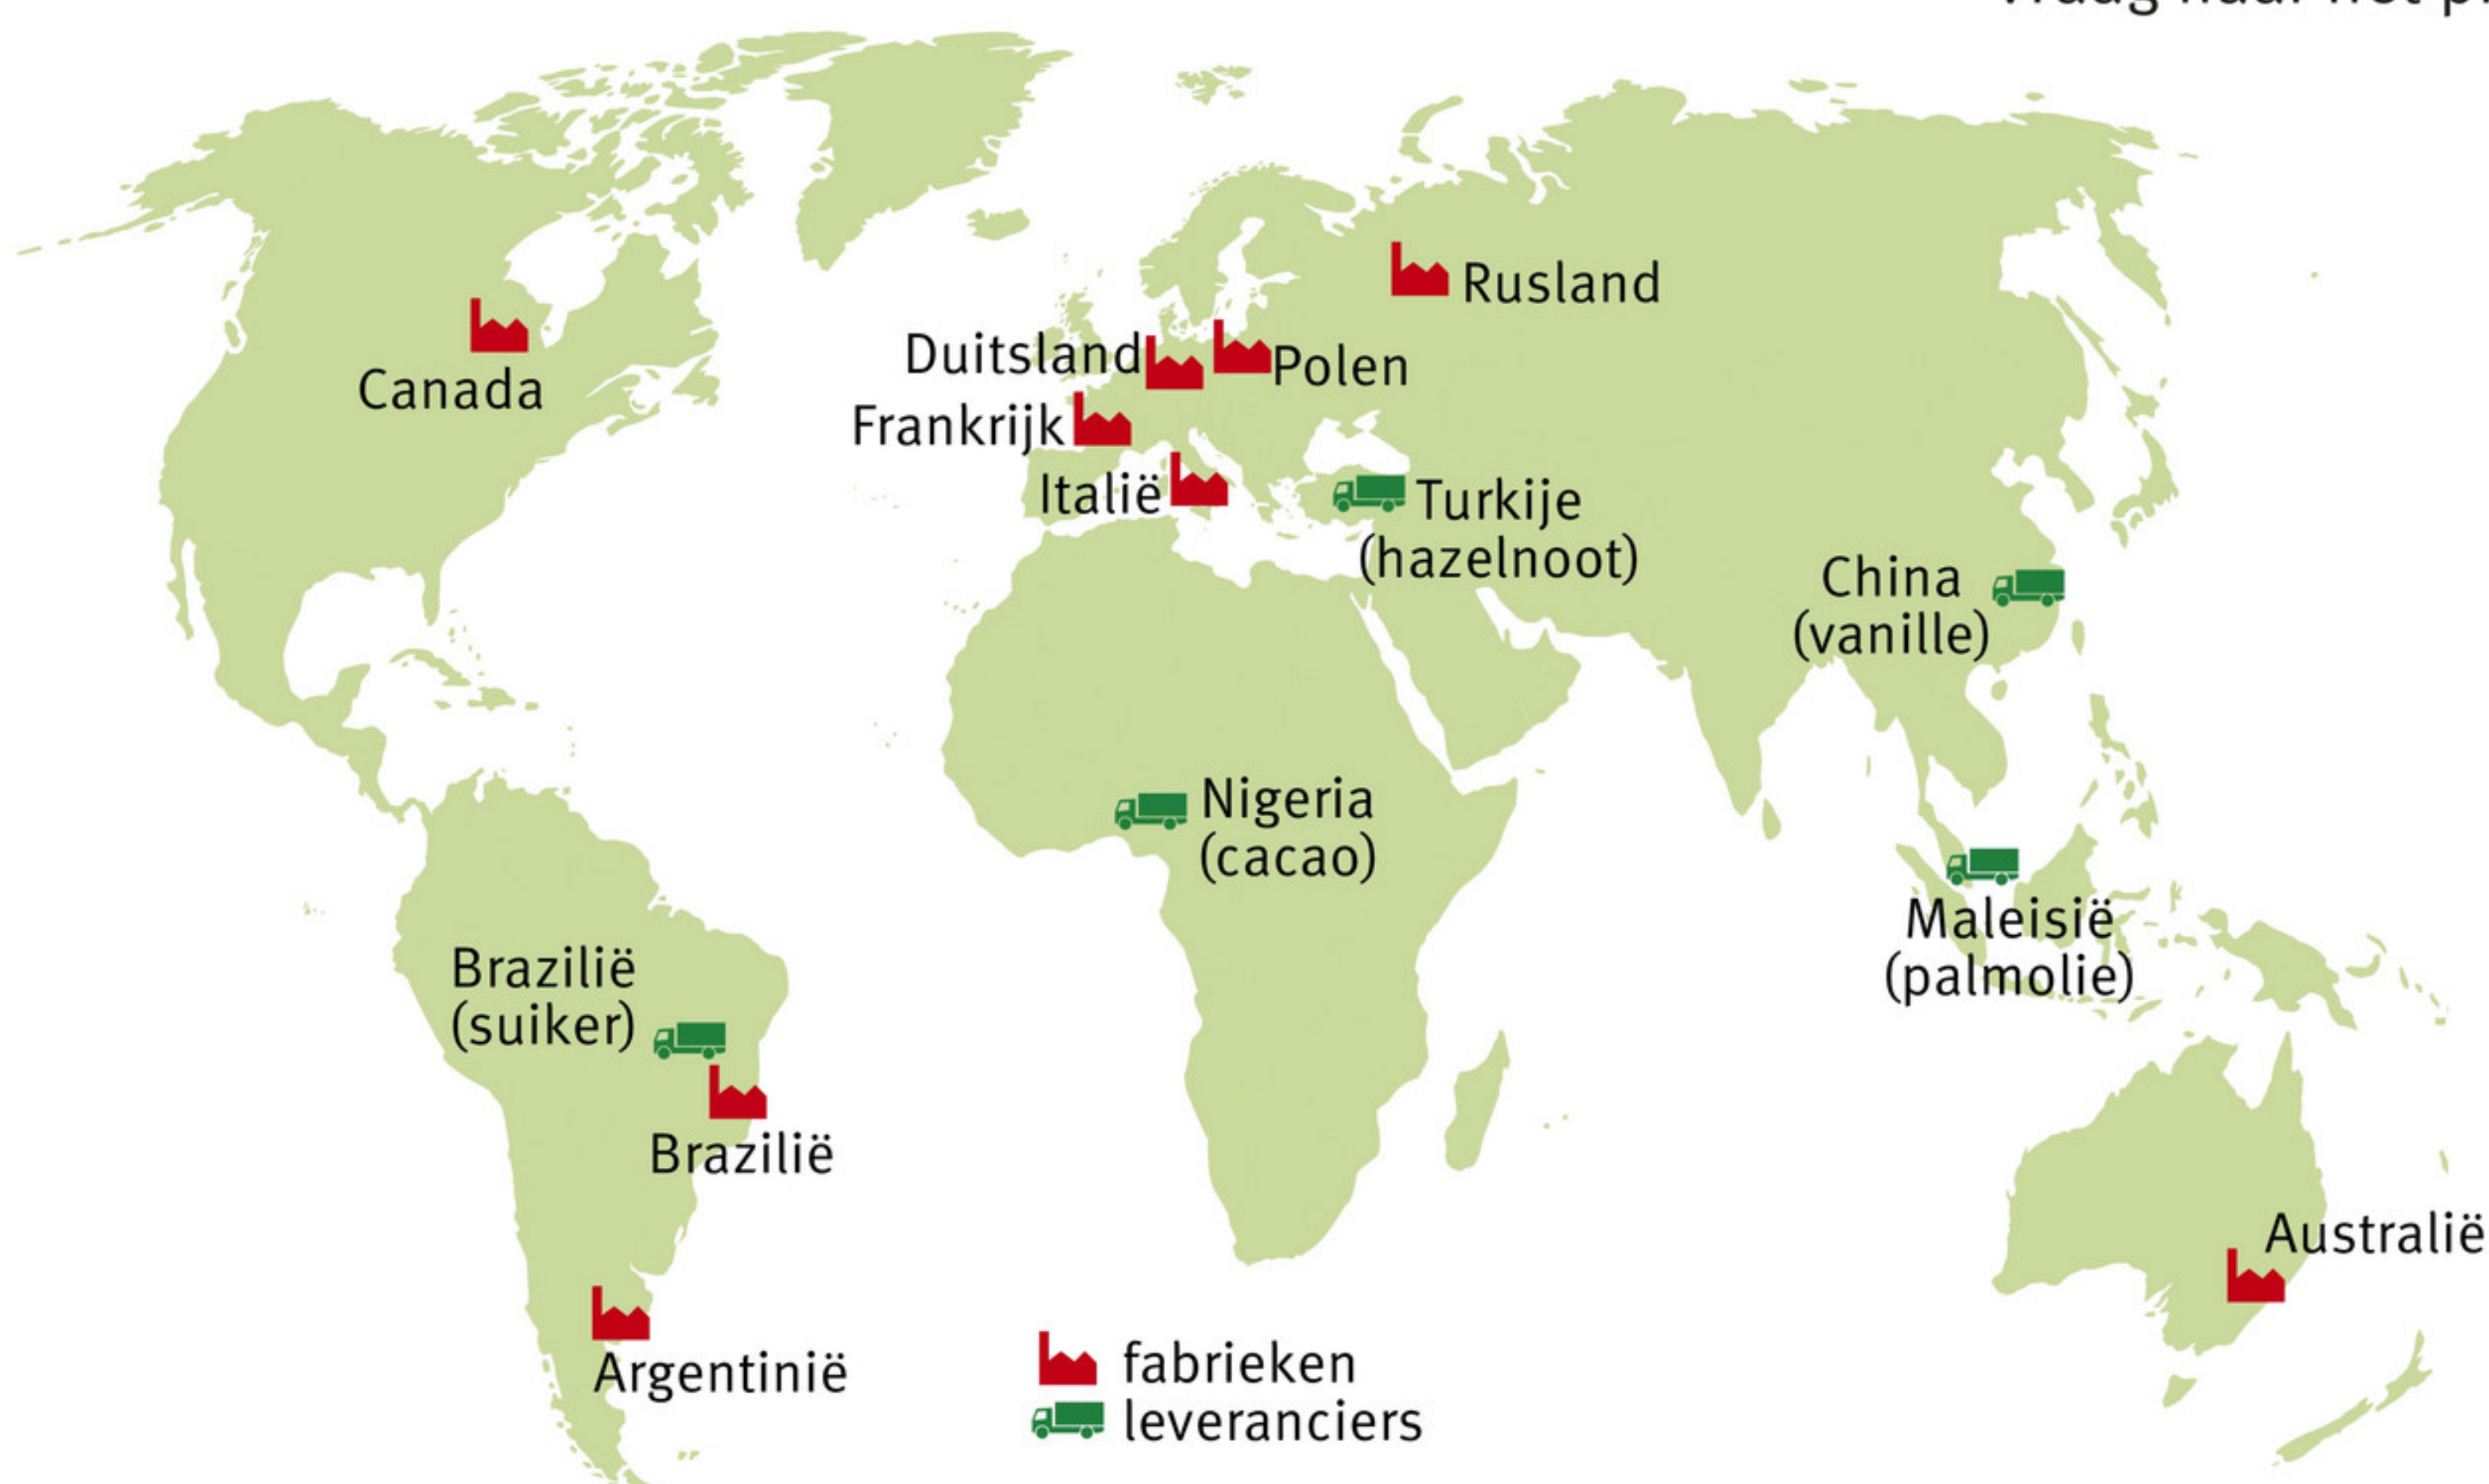 Rusland
Duitsland
Polen
Canada
Frankrijk
Italië
Turkije
(hazelnoot)
China
(vanille)
Nigeria
(cacao)
Maleisië
(palmolie)
Brazilië
(suiker)
Brazilië
Australië
Argentinië
fabrieken
leveranciers